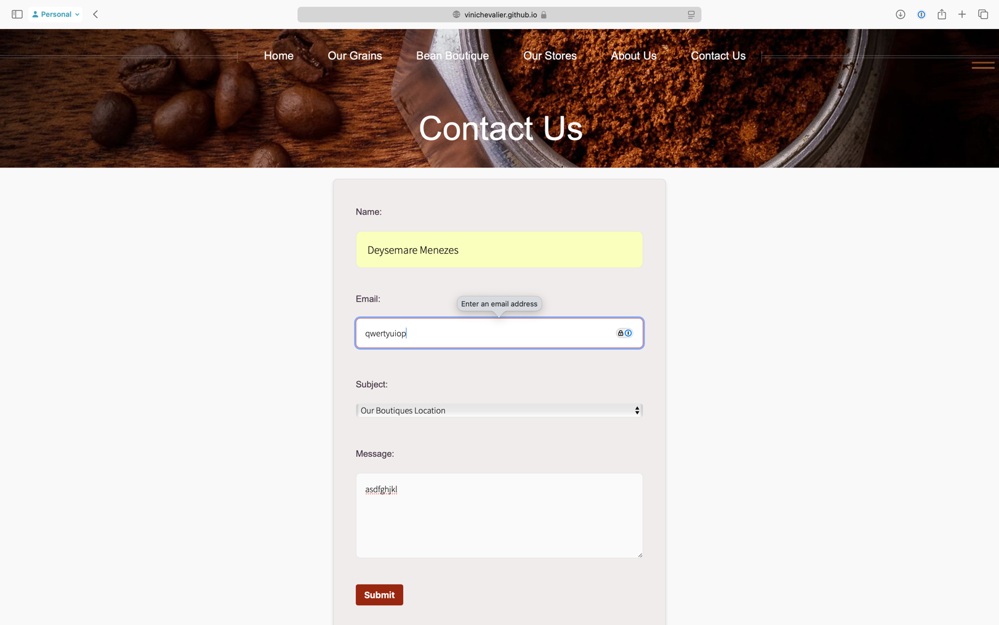 Personal
vinichevalier.github.io
Home Our Grains Bean Boutique Our Stores About Us Contact Us
Contact Us
Name:
Deysemare Menezes
Email:
Enter an email address
qwertyuiop
Subject:
Our Boutiques Location
Message:
asdfghjkl
Submit